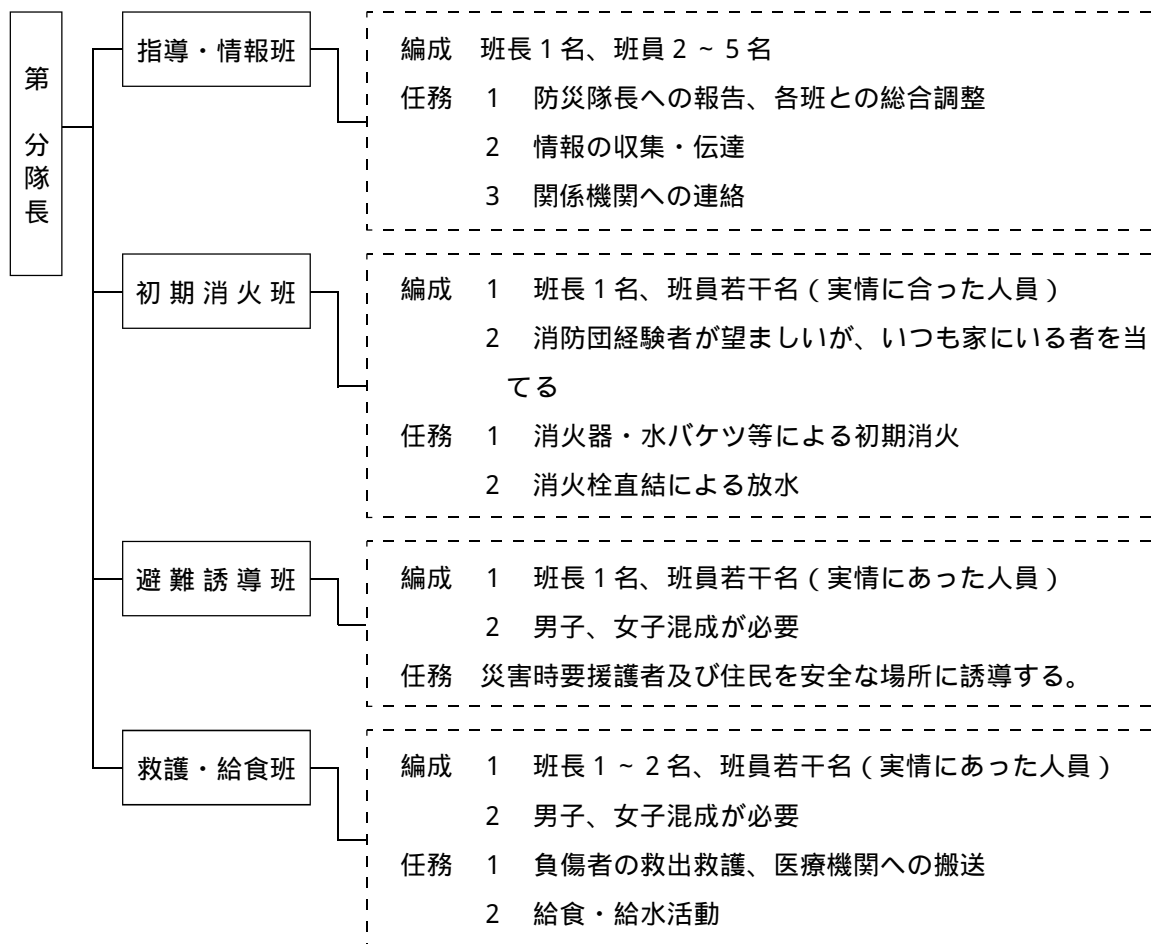 第　分隊長
指導・情報班
編成　班長1名、班員2~5名
任務　1　防災隊長への報告、各班との総合調整
2　情報の収集・伝達
3　関係機関への連絡
初期消火班
編成　1　班長1名、班員若干名(実情に合った人員)
2　消防団経験者が望ましいが、いつも家にいる者を当
てる
任務　1　消火器・水バケツ等による初期消火
2　消火栓直結による放水
避難誘導班
編成　1　班長1名、班員若干名(実情にあった人員)
2　男子、女子混成が必要
任務　災害時要援護者及び住民を安全な場所に誘導する。
救護・給食班
編成　1　班長1~2名、班員若干名(実情にあった人員)
2　男子、女子混成が必要
任務　1　負傷者の救出救護、医療機関への搬送
2　給食・給水活動